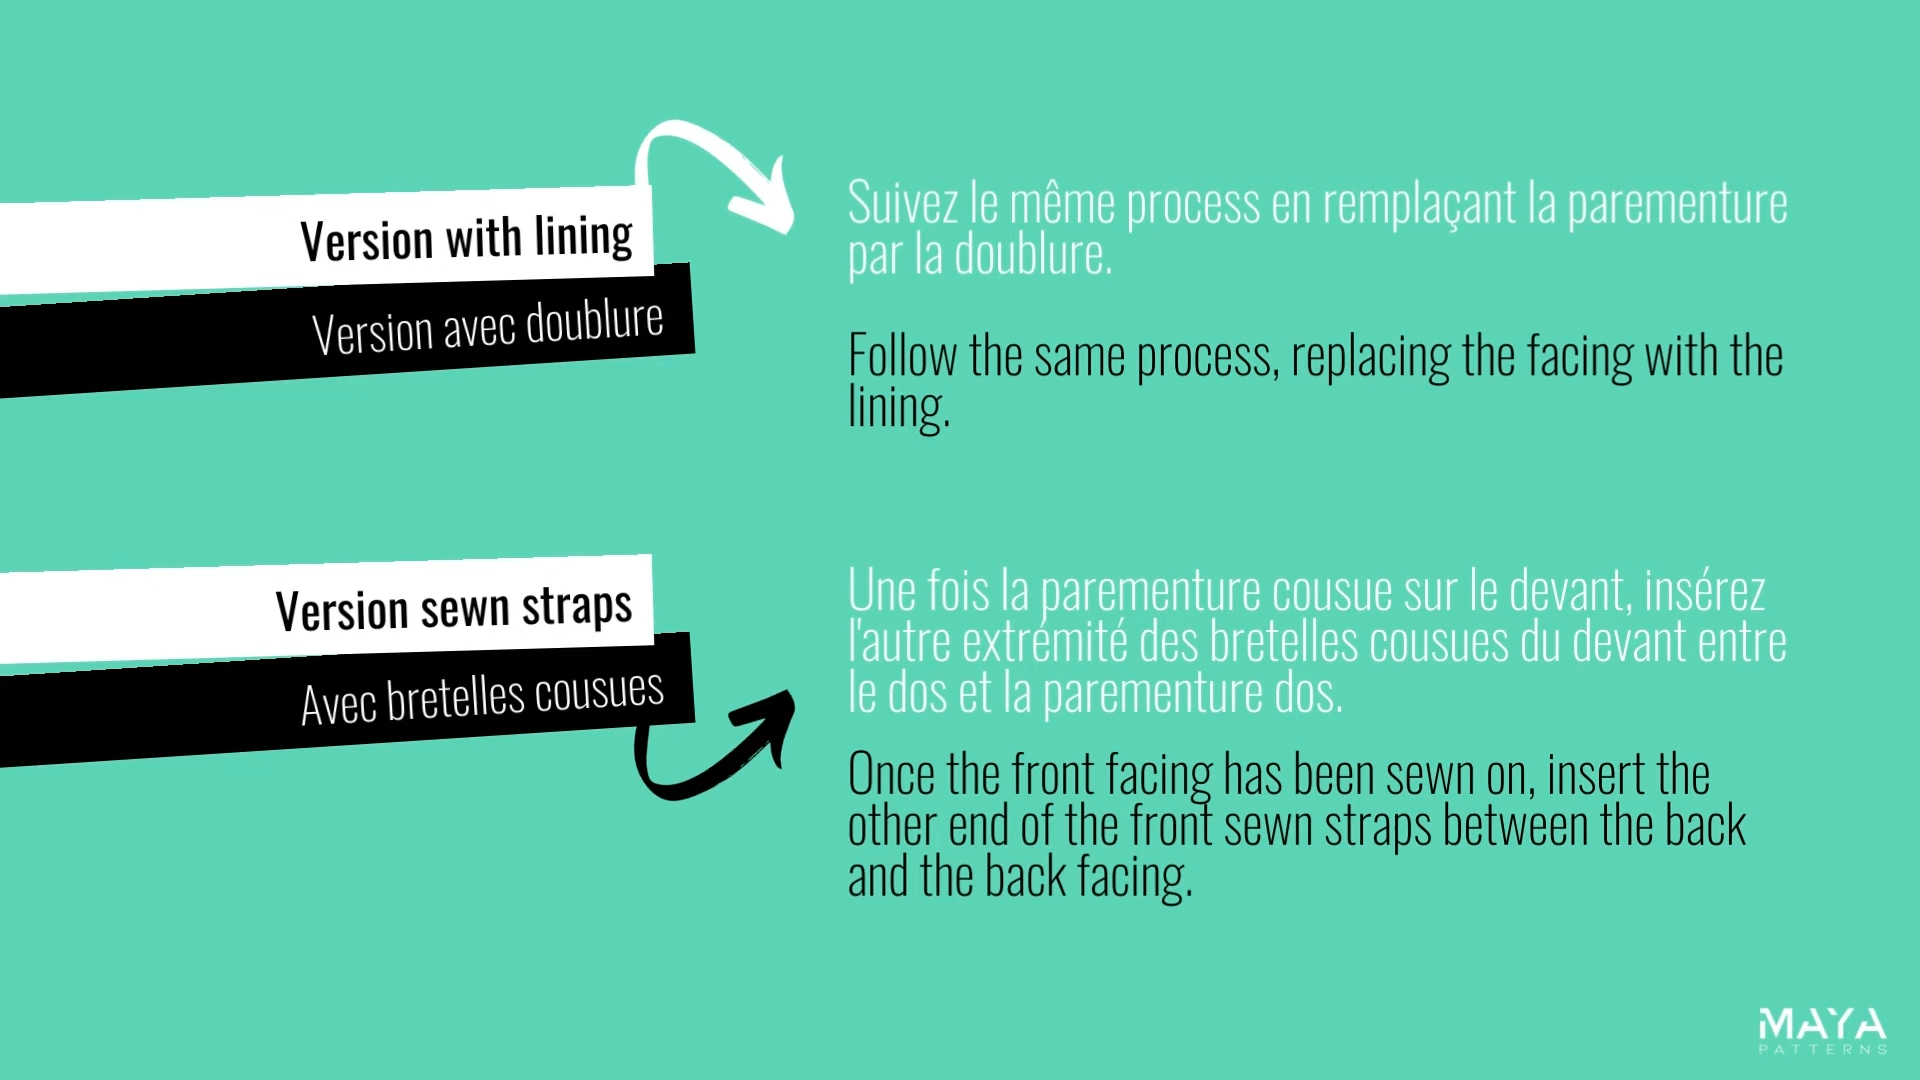 Version with lining
Version avec doublure
Suivez le même process en remplaçant la parementure
par la doublure.
Follow the same process, replacing the facing with the
lining.
Version sewn straps
Avec bretelles cousues
Une fois la parementure cousue sur le devant, insérez
l'autre extrémité des bretelles cousues du devant entre
le dos et la parementure dos.
Once the front facing has been sewn on, insert the
other end of the front sewn straps between the back
and the back facing.
MAYA
PATTERNS